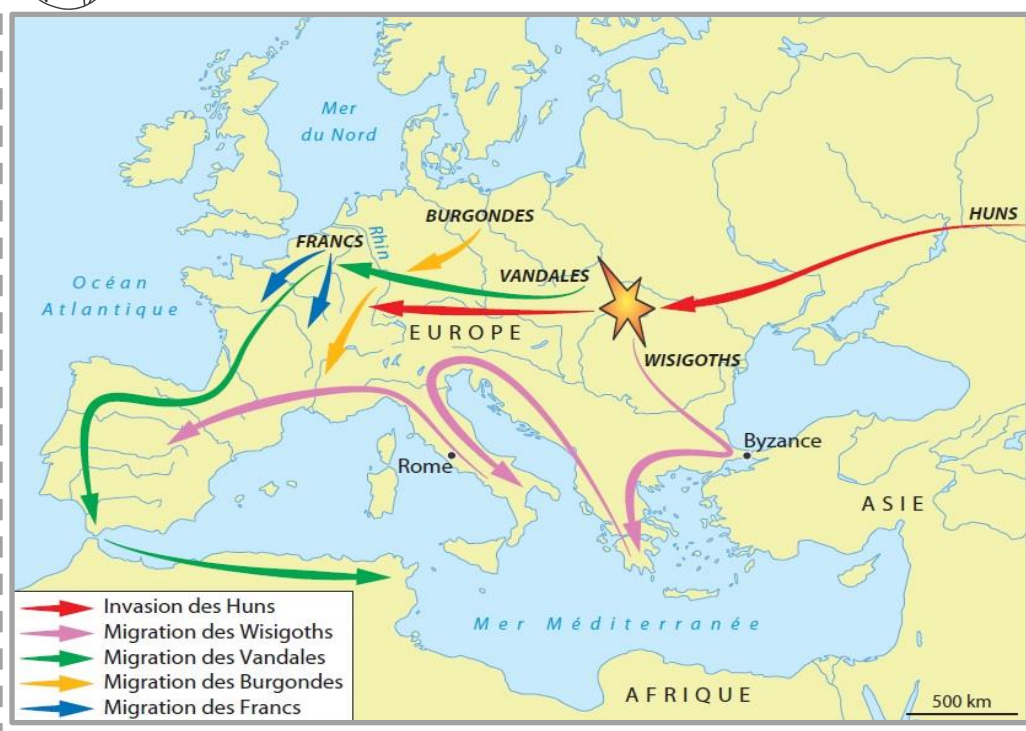 Mer
du Nord
BURGONDES
HUNS
FRANCS
Rhin
VANDALES
Océan
Atlantique
EUROPE
WISIGOTHS
Byzance
Rome
ASIE
Invasion des Huns
Migration des Wisigoths
Migration des Vandales
Migration des Burgondes
Migration des Francs
Mer Méditerranée
AFRIQUE
500 km